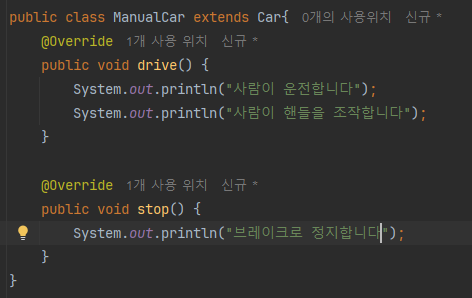 public class ManualCar extends Car{ 0개의 사용위치 신규 *
@Override 1개 사용 위치 신규 *
public void drive() {
System.out.println("사람이 운전합니다");
System.out.println("사람이 핸들을 조작합니다");
}
@Override 1개 사용 위치 신규 *
public void stop() {
System.out.println("브레이크로 정지합니다");
}
}